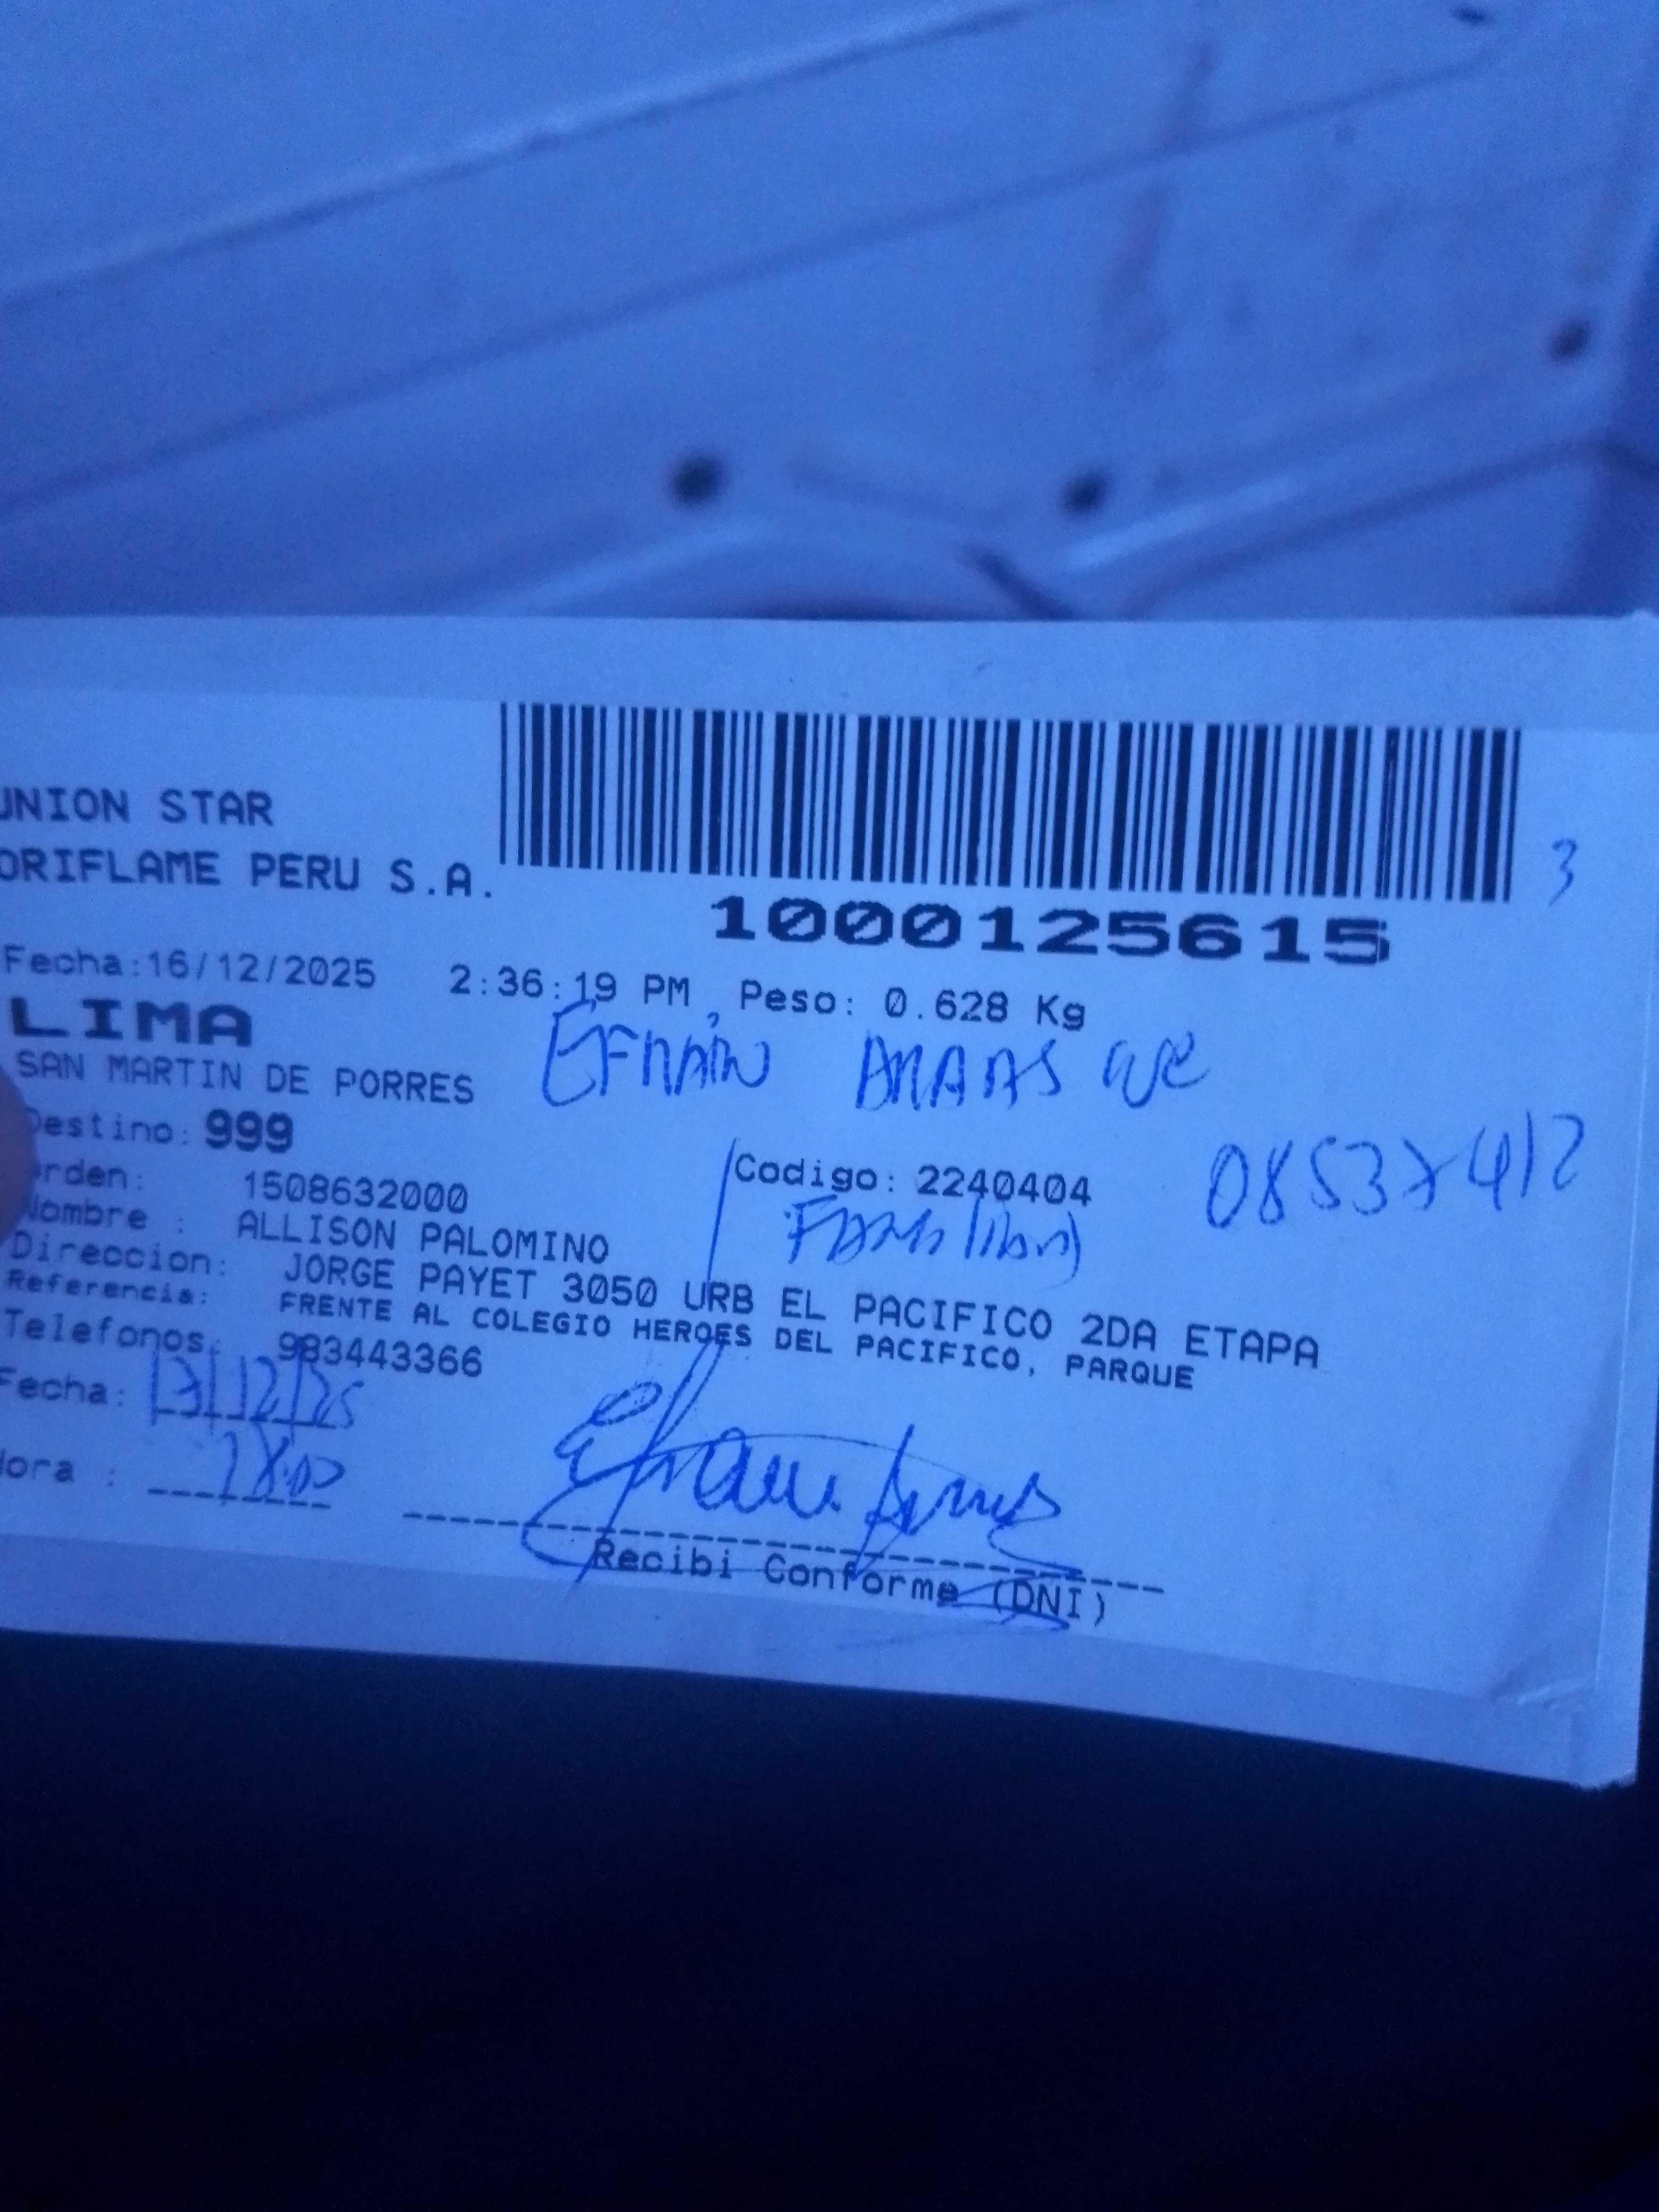 UNION STAR
ORIFLAME PERU S.A.
1000125615
3
Fecha:16/12/2025 2:36:19 PM Peso: 0.628 Kg
LIMA
SAN MARTIN DE PORRES
EFRAÍN
Destino: 999
08537412
Orden: 1508632000 Codigo: 2240404
Nombre : ALLISON PALOMINO
Direccion: JORGE PAYET 3050 URB EL PACIFICO 2DA ETAPA
Referencia: FRENTE AL COLEGIO HEROES DEL PACIFICO, PARQUE
Telefonos: 983443366
Fecha:
Hora : 18:00
Recibi Conforme (DNI)